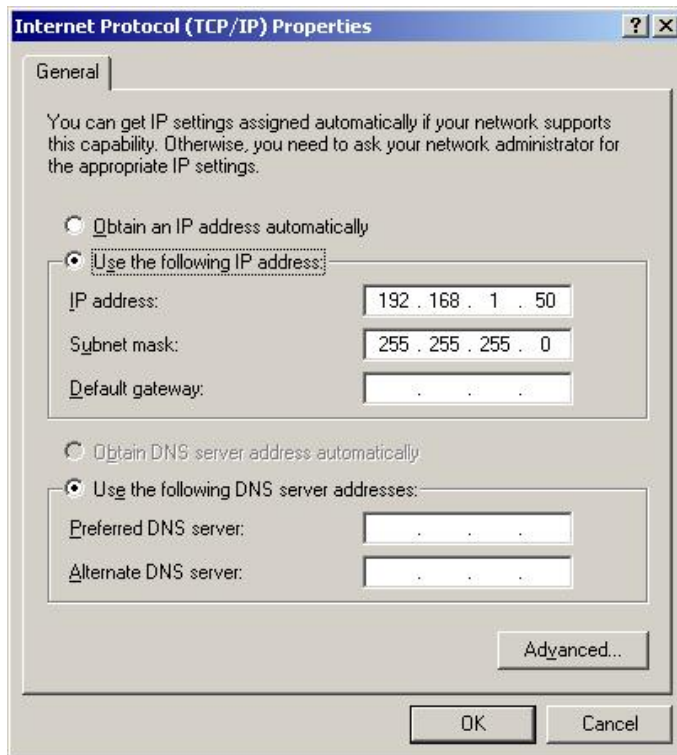 Internet Protocol (TCP/IP) Properties
General
You can get IP settings assigned automatically if your network supports
this capability. Otherwise, you need to ask your network administrator for
the appropriate IP settings.
Obtain an IP address automatically
Use the following IP address:
IP address: 192 . 168 . 1 . 50
Subnet mask: 255 . 255 . 255 . 0
Default gateway: . . .
Obtain DNS server address automatically
Use the following DNS server addresses:
Preferred DNS server: . . .
Alternate DNS server: . . .
Advanced...
OK Cancel